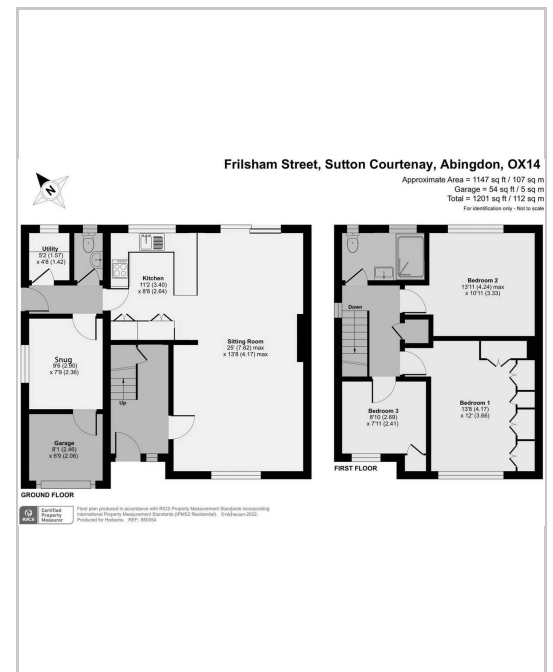 N
Frilsham Street, Sutton Courtenay, Abingdon, OX14
Approximate Area = 1147 sq ft / 107 sq m
Garage = 54 sq ft / 5 sq m
Total = 1201 sq ft / 112 sq m
For identification only - Not to scale
Utility
5'2 (1.57)
x 4'8 (1.42)
Kitchen
11'2 (3.40)
x 8'8 (2.64)
Sitting Room
25' (7.62) max
x 13'8 (4.17) max
Snug
9'6 (2.90)
x 7'9 (2.36)
Up
Garage
8'1 (2.46)
x 6'9 (2.06)
GROUND FLOOR
Down
Bedroom 2
13'11 (4.24) max
x 10'11 (3.33)
Bedroom 1
13'8 (4.17)
x 12' (3.66)
Bedroom 3
8'10 (2.69)
x 7'11 (2.41)
FIRST FLOOR
RICS
Certified
Property
Measurer
Floor plan produced in accordance with RICS Property Measurement Standards incorporating
International Property Measurement Standards (IPMS2 Residential). ©nichecom 2022.
Produced for Hodsons. REF: 850054